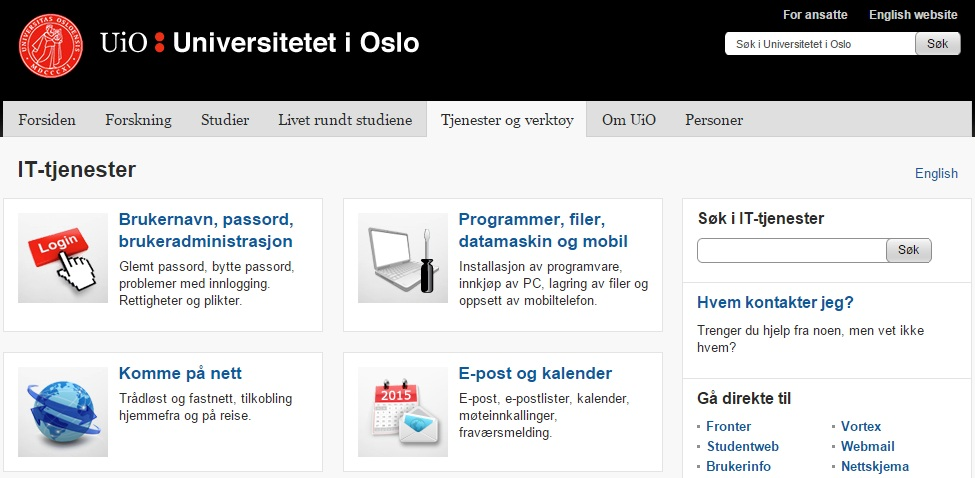 For ansatte English website
UNIVERSITAS OSLOENSIS MDCCCXI
UiO : Universitetet i Oslo
Søk i Universitetet i Oslo Søk
Forsiden Forskning Studier Livet rundt studiene Tjenester og verktøy Om UiO Personer
IT-tjenester
English
Login
Brukernavn, passord,
brukeradministrasjon
Glemt passord, bytte passord,
problemer med innlogging.
Rettigheter og plikter.
Programmer, filer,
datamaskin og mobil
Installasjon av programvare,
innkjøp av PC, lagring av filer og
oppsett av mobiltelefon.
Komme på nett
Trådløst og fastnett, tilkobling
hjemmefra og på reise.
2015
E-post og kalender
E-post, e-postlister, kalender,
møteinnkallinger,
fraværsmelding.
Søk i IT-tjenester
Søk
Hvem kontakter jeg?
Trenger du hjelp fra noen, men vet ikke
hvem?
Gå direkte til
Fronter
Studentweb
Brukerinfo
Vortex
Webmail
Nettskjema